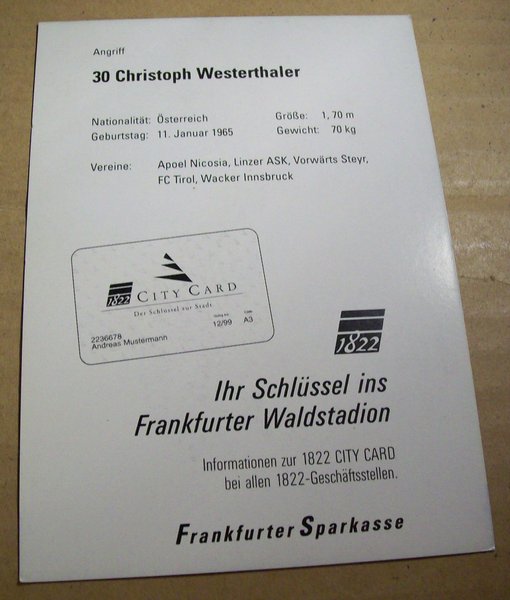 Angriff
30 Christoph Westerthaler
Nationalität: Österreich Größe: 1,70 m
Geburtstag: 11. Januar 1965 Gewicht: 70 kg
Vereine: Apoel Nicosia, Linzer ASK, Vorwärts Steyr,
FC Tirol, Wacker Innsbruck
1822 CITY CARD
Der Schlüssel zur Stadt
2236678
Andreas Mustermann
12/99 A3
1822
Ihr Schlüssel ins
Frankfurter Waldstadion
Informationen zur 1822 CITY CARD
bei allen 1822-Geschäftsstellen.
Frankfurter Sparkasse